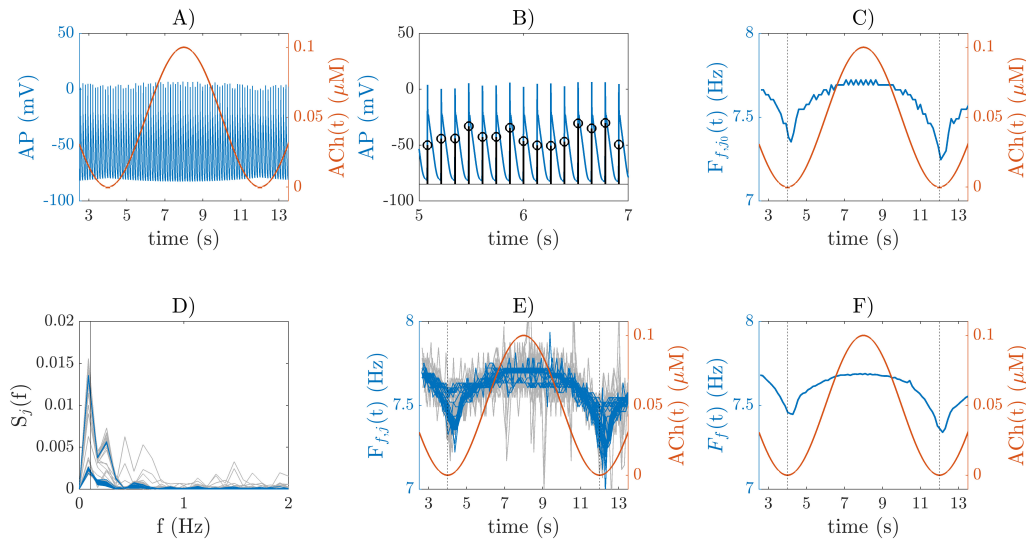 A)
50
0
-50
-100
AP (mV)
0.1
0.05
0
ACh(t) (μM)
3 5 7 9 11 13
time (s)
B)
50
0
-50
-100
AP (mV)
5 6 7
time (s)
C)
8
7.5
7
F_{f,j_0}(t) (Hz)
0.1
0.05
0
ACh(t) (μM)
3 5 7 9 11 13
time (s)
D)
0.02
0.015
0.01
0.005
0
S_j(f)
0 1 2
f (Hz)
E)
8
7.5
7
F_{f,j}(t) (Hz)
0.1
0.05
0
ACh(t) (μM)
3 5 7 9 11 13
time (s)
F)
8
7.5
7
F_f(t) (Hz)
0.1
0.05
0
ACh(t) (μM)
3 5 7 9 11 13
time (s)